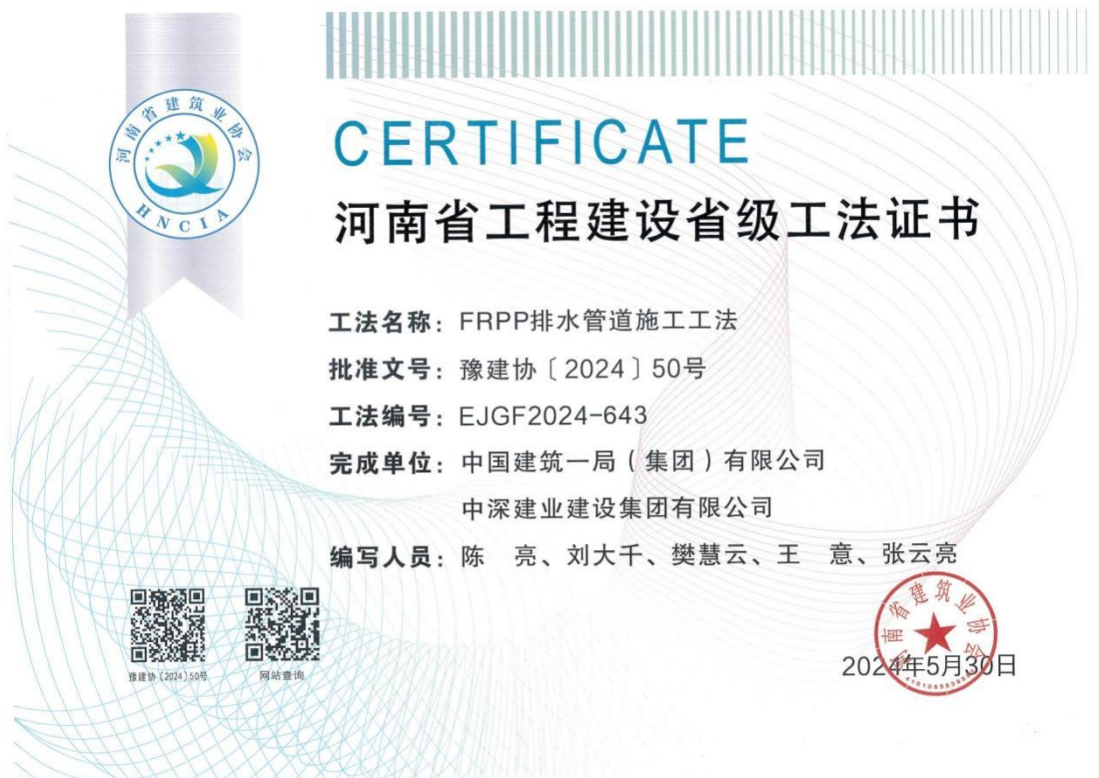 河南省建筑业协会
HNCIA
CERTIFICATE
河南省工程建设省级工法证书
工法名称：FRPP排水管道施工工法
批准文号：豫建协〔2024〕50号
工法编号：EJGF2024-643
完成单位：中国建筑一局（集团）有限公司
中深建业建设集团有限公司
编写人员：陈　亮、刘大千、樊慧云、王　意、张云亮
豫建协〔2024〕50号
网站查询
河南省建筑业协会
2024年5月30日